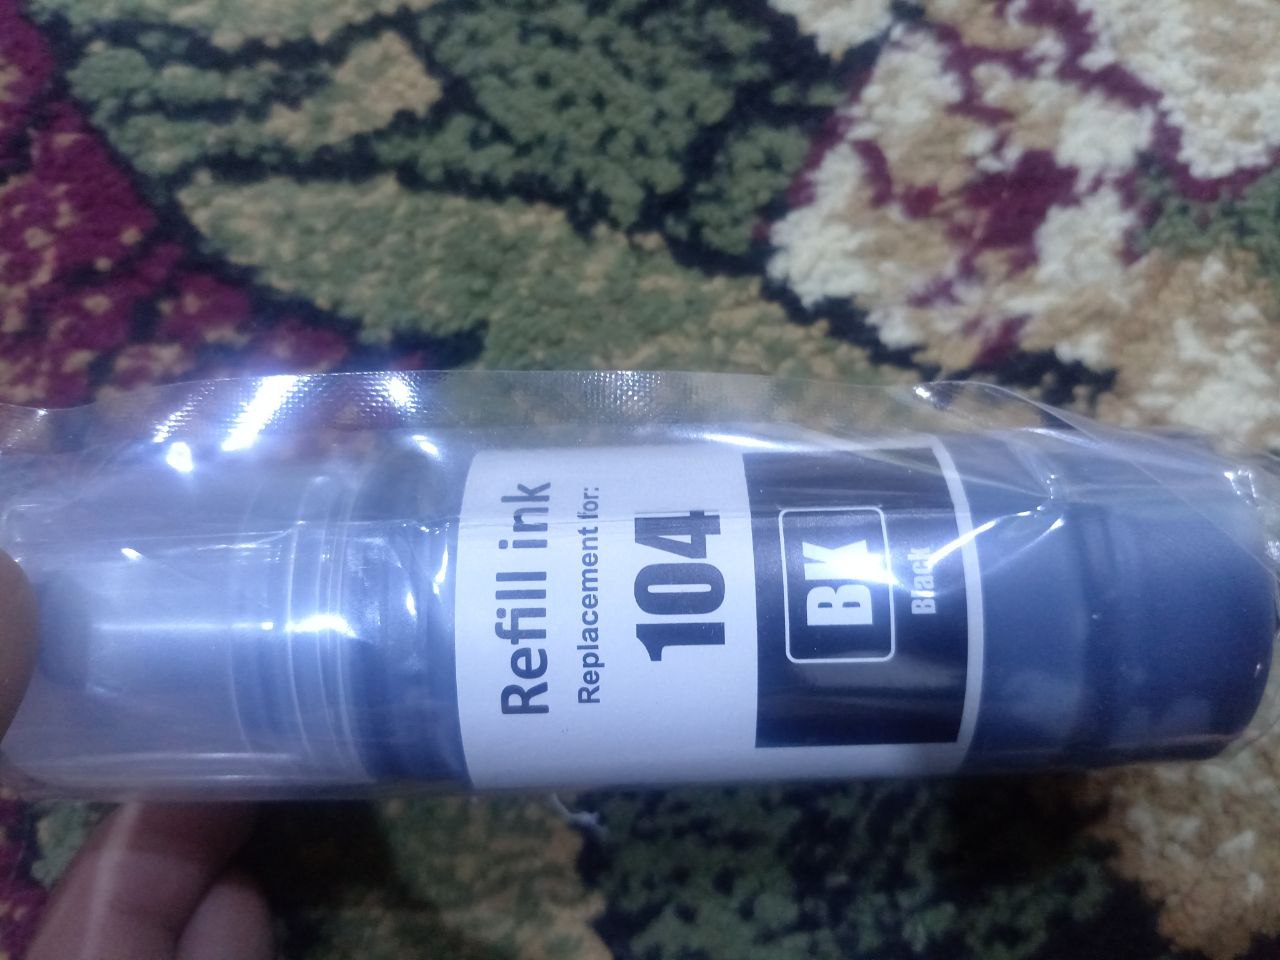 Refill ink
Replacement for:
104
BK
Black